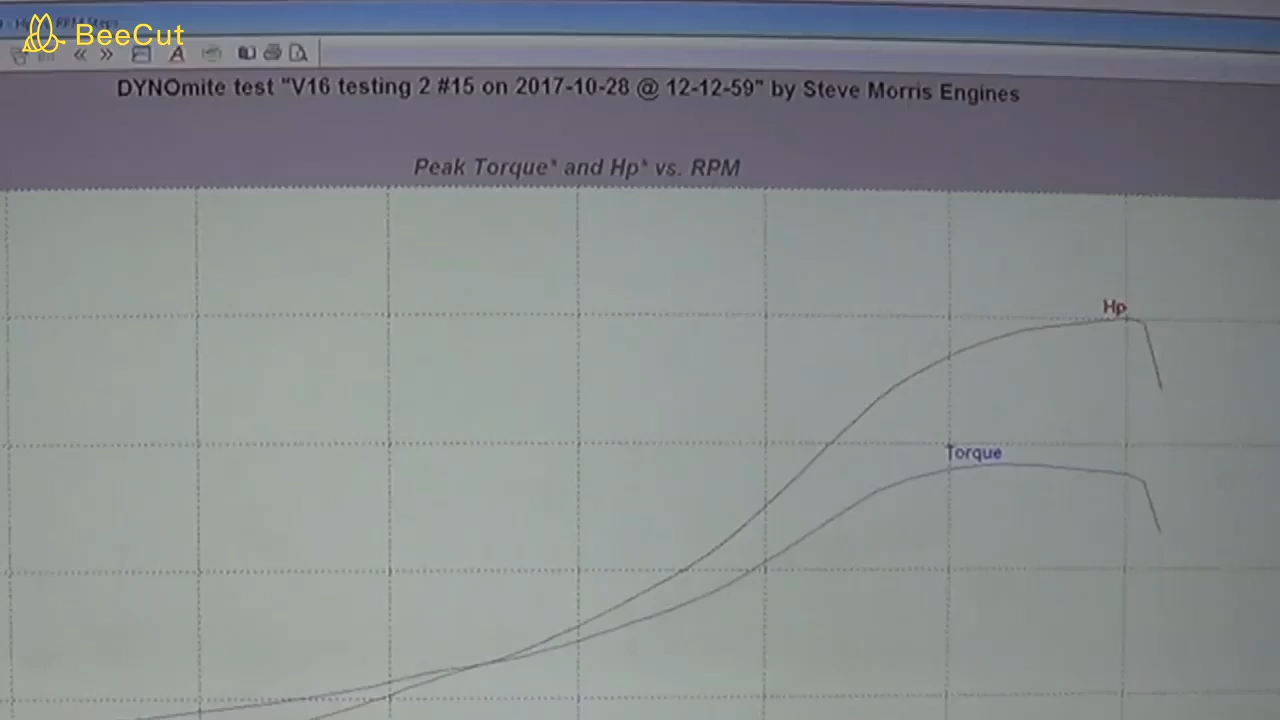 BeeCut
DYNOmite test "V16 testing 2 #15 on 2017-10-28 @ 12-12-59" by Steve Morris Engines
Peak Torque* and Hp* vs. RPM
Hp
Torque